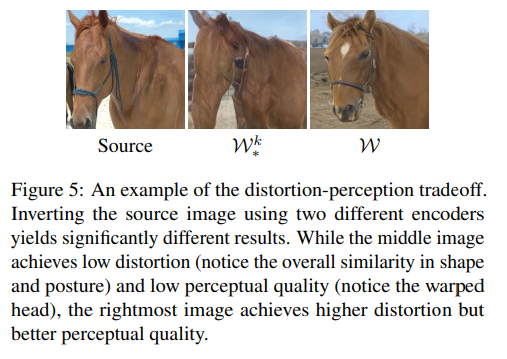 Source 𝒲ᵏ⁎ 𝒲
Figure 5: An example of the distortion-perception tradeoff.
Inverting the source image using two different encoders
yields significantly different results. While the middle image
achieves low distortion (notice the overall similarity in shape
and posture) and low perceptual quality (notice the warped
head), the rightmost image achieves higher distortion but
better perceptual quality.